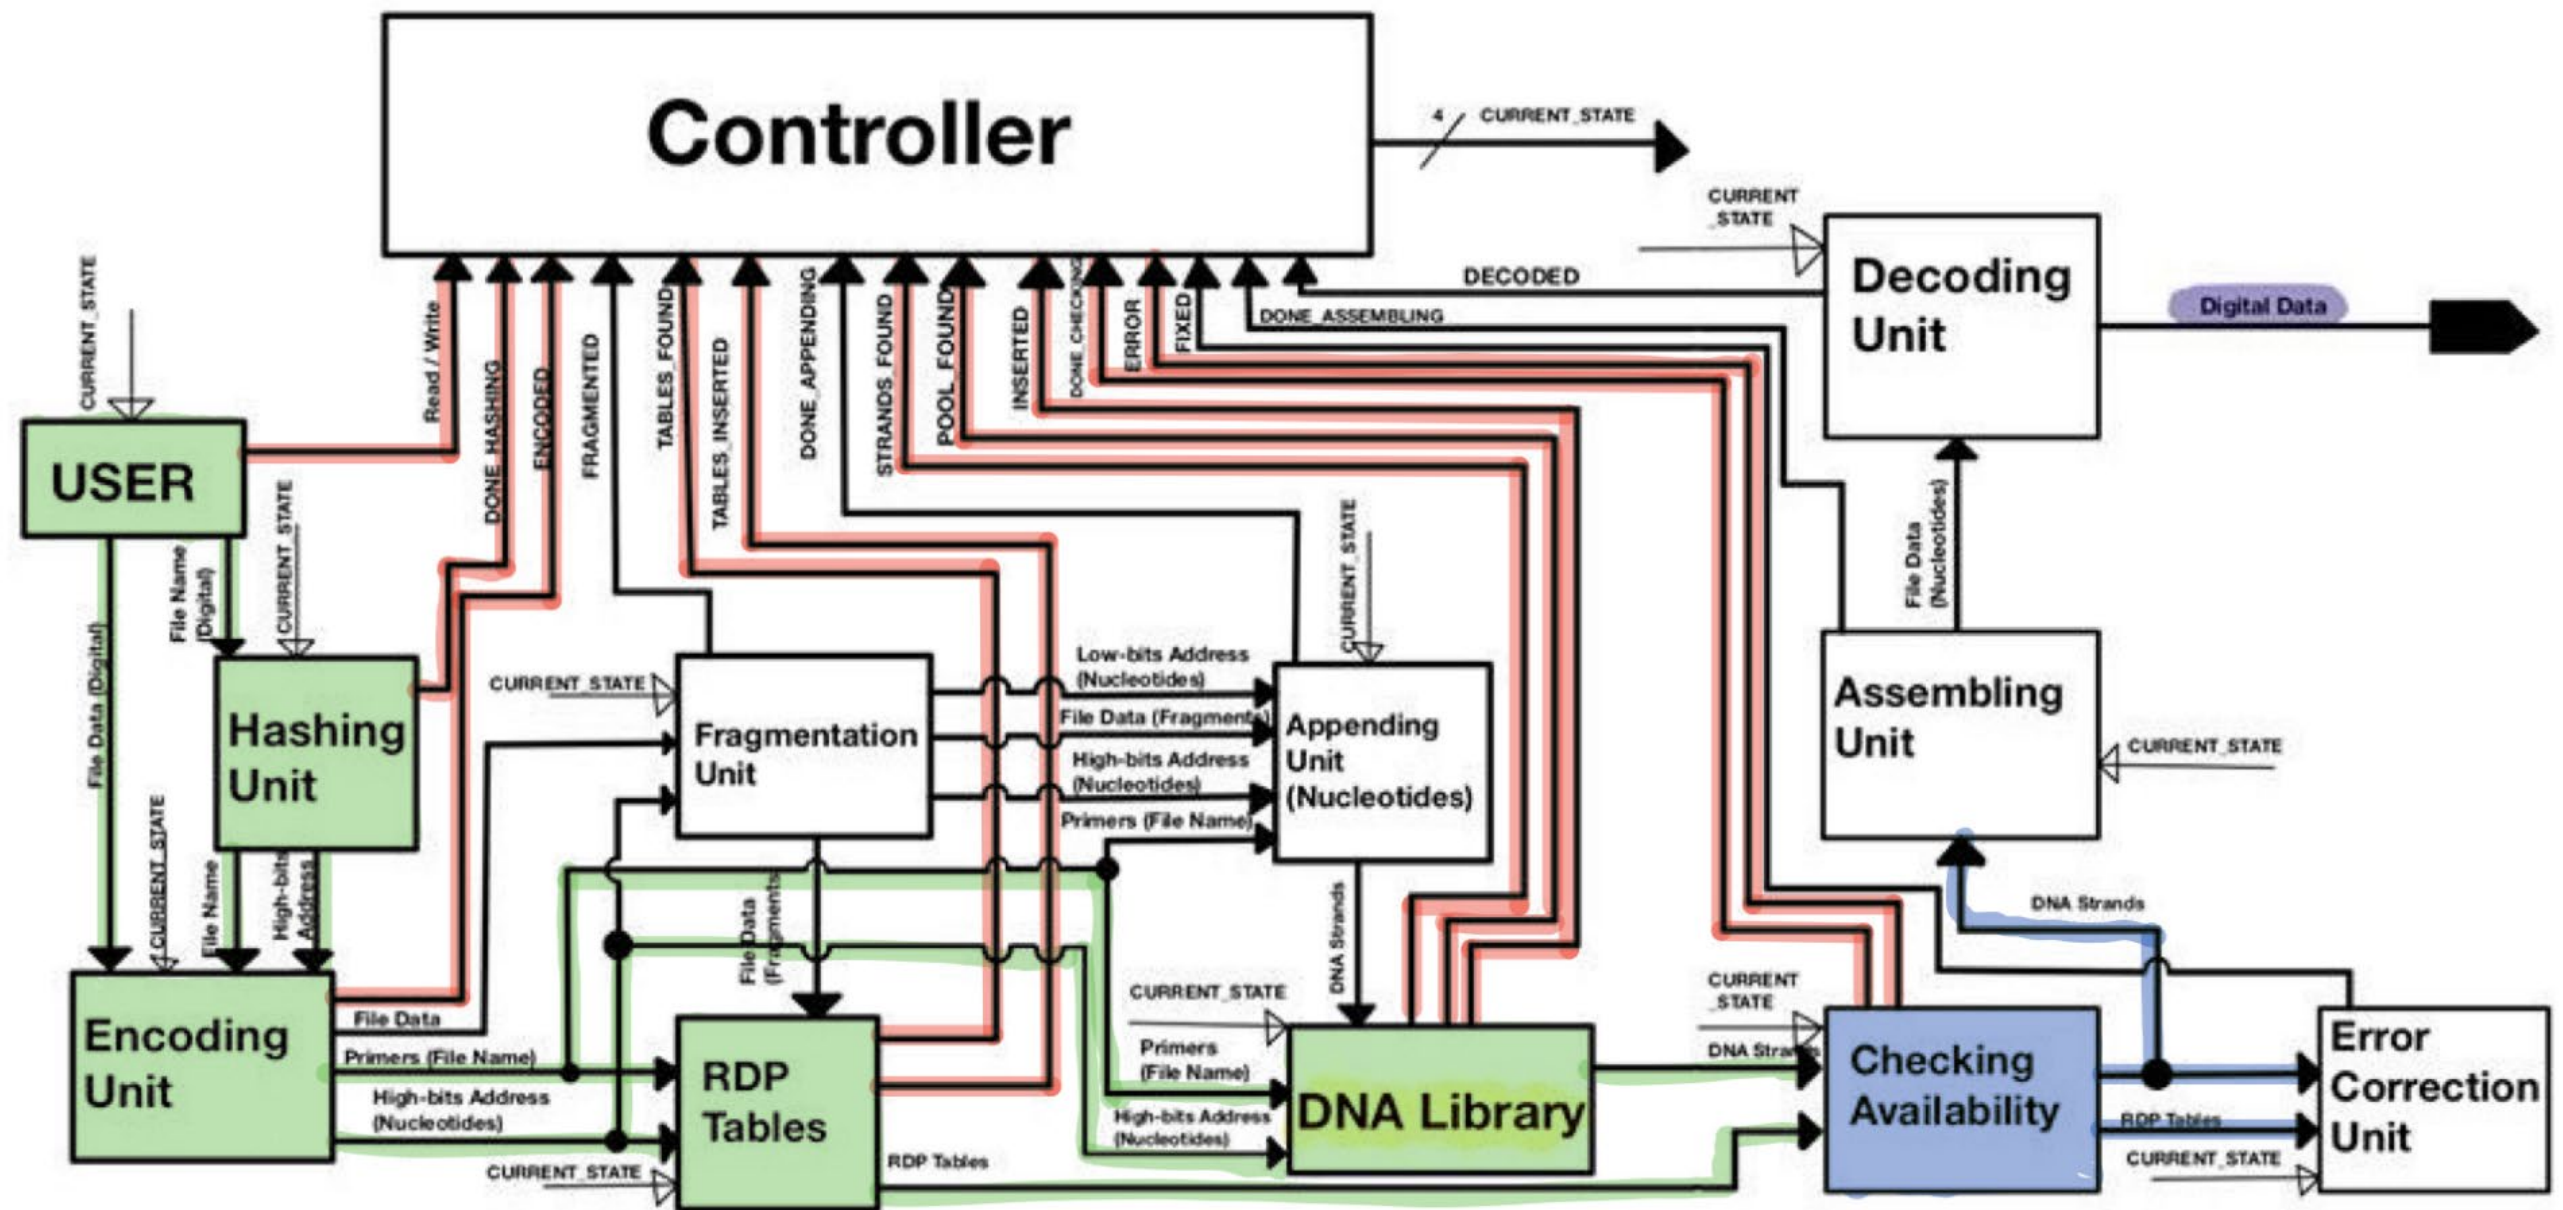 Controller
4
CURRENT_STATE
CURRENT
_STATE
Decoding
Unit
Digital Data
DECODED
DONE_ASSEMBLING
CURRENT_STATE
Read / Write
DONE_HASHING
ENCODED
FRAGMENTED
TABLES_FOUND
TABLES_INSERTED
DONE_APPENDING
STRANDS_FOUND
POOL_FOUND
INSERTED
DONE_CHECKING
ERROR
FIXED
USER
File Data (Digital)
File Name
(Digital)
CURRENT_STATE
Hashing
Unit
CURRENT_STATE
File Name
High-bits
Address
Encoding
Unit
File Data
Primers (File Name)
High-bits Address
(Nucleotides)
CURRENT_STATE
CURRENT_STATE
Fragmentation
Unit
Low-bits Address
(Nucleotides)
File Data (Fragments)
High-bits Address
(Nucleotides)
Primers (File Name)
CURRENT_STATE
Appending
Unit
(Nucleotides)
File Data
(Fragments)
RDP
Tables
RDP Tables
DNA Strands
CURRENT_STATE
Primers
(File Name)
High-bits Address
(Nucleotides)
DNA Library
CURRENT
_STATE
DNA Strands
Checking
Availability
File Data
(Nucleotides)
Assembling
Unit
CURRENT_STATE
DNA Strands
RDP Tables
CURRENT_STATE
Error
Correction
Unit